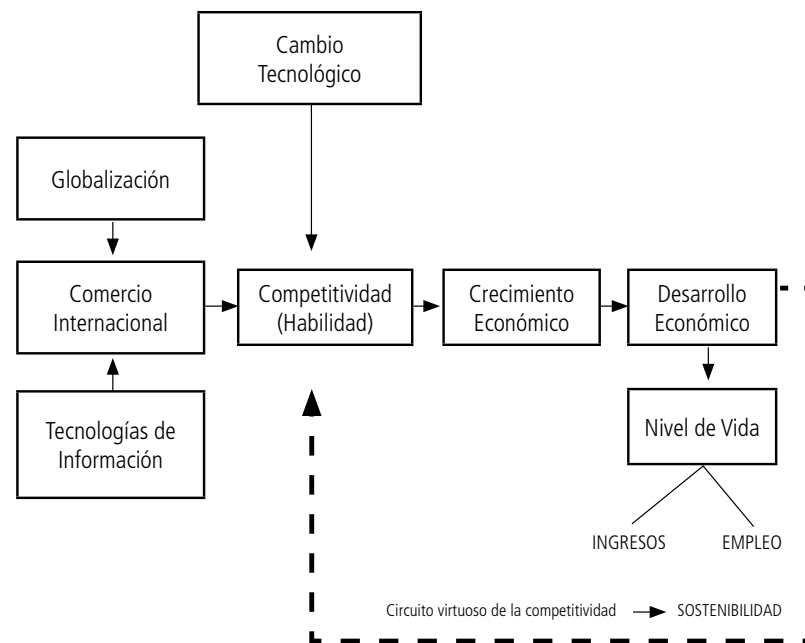 Cambio
Tecnológico
Globalización
Comercio
Internacional
Competitividad
(Habilidad)
Crecimiento
Económico
Desarrollo
Económico
Tecnologías de
Información
Nivel de Vida
INGRESOS
EMPLEO
Circuito virtuoso de la competitividad
SOSTENIBILIDAD